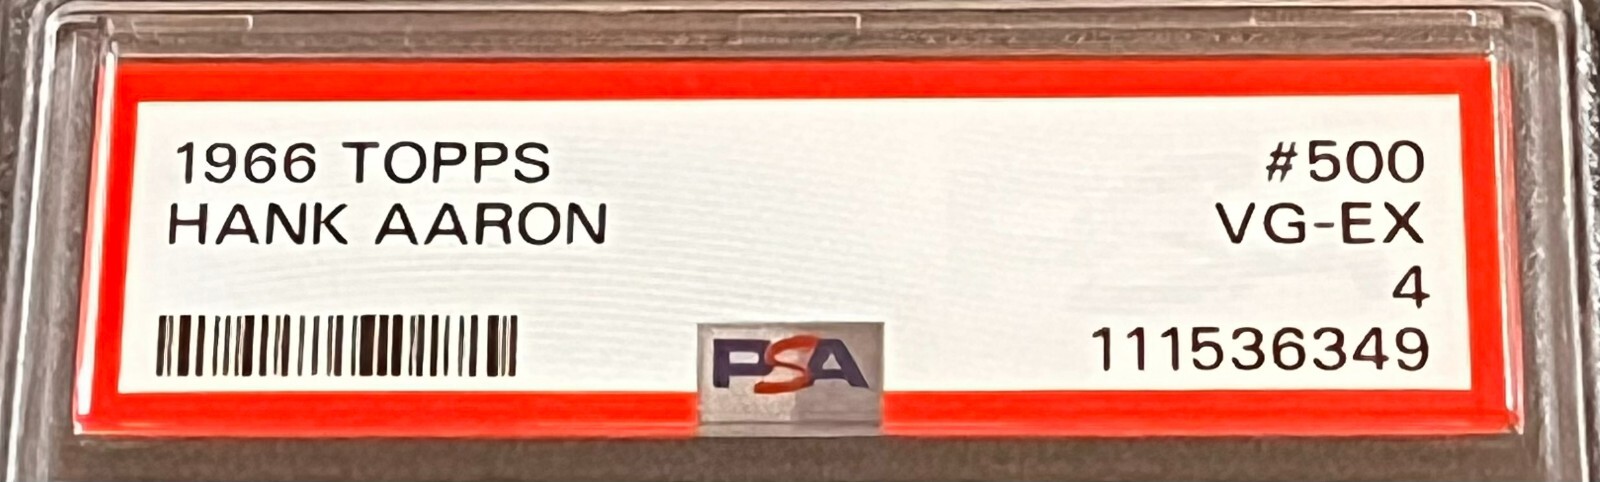 1966 TOPPS #500
HANK AARON VG-EX
4
PSA 111536349